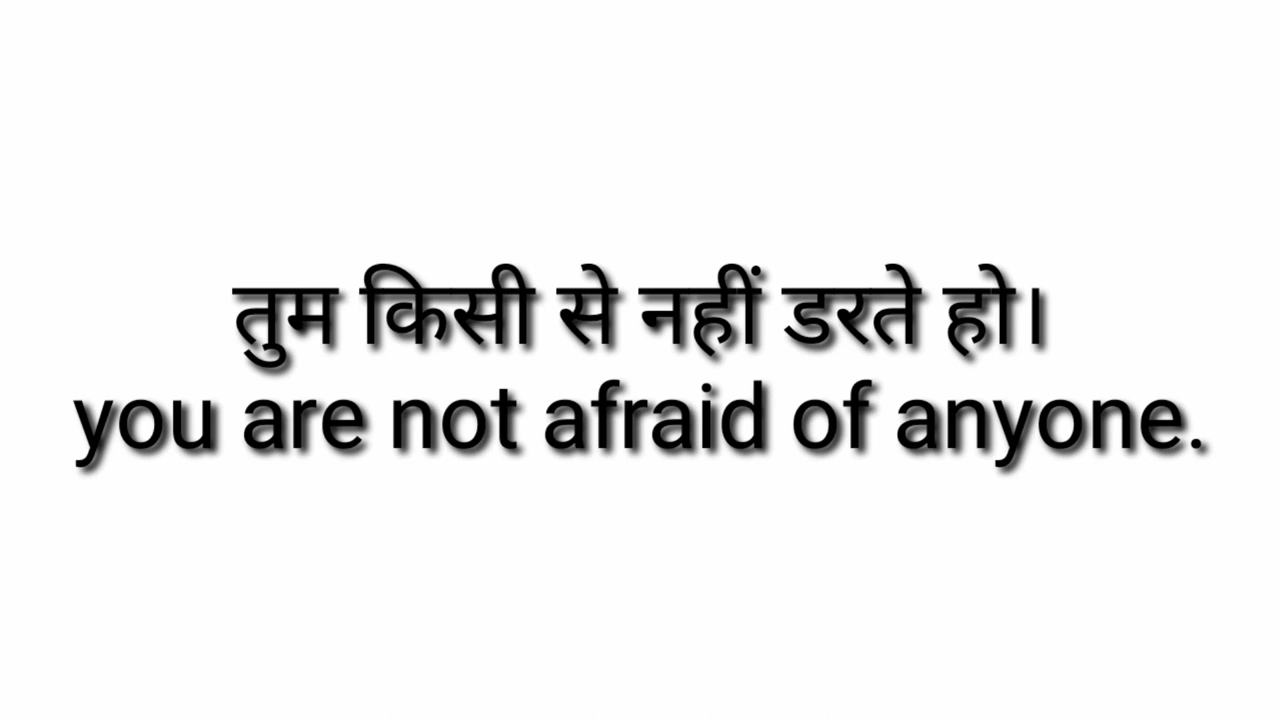 तुम किसी से नहीं डरते हो।
you are not afraid of anyone.